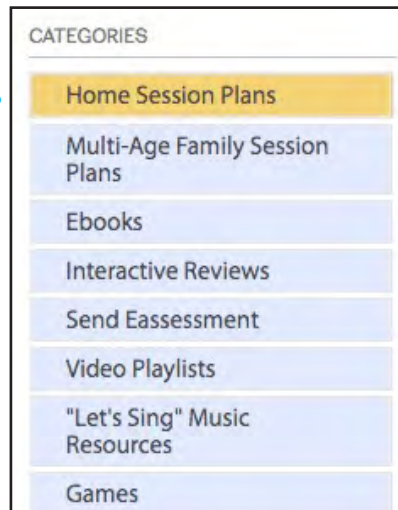 CATEGORIES
Home Session Plans
Multi-Age Family Session
Plans
Ebooks
Interactive Reviews
Send Eassessment
Video Playlists
"Let's Sing" Music
Resources
Games